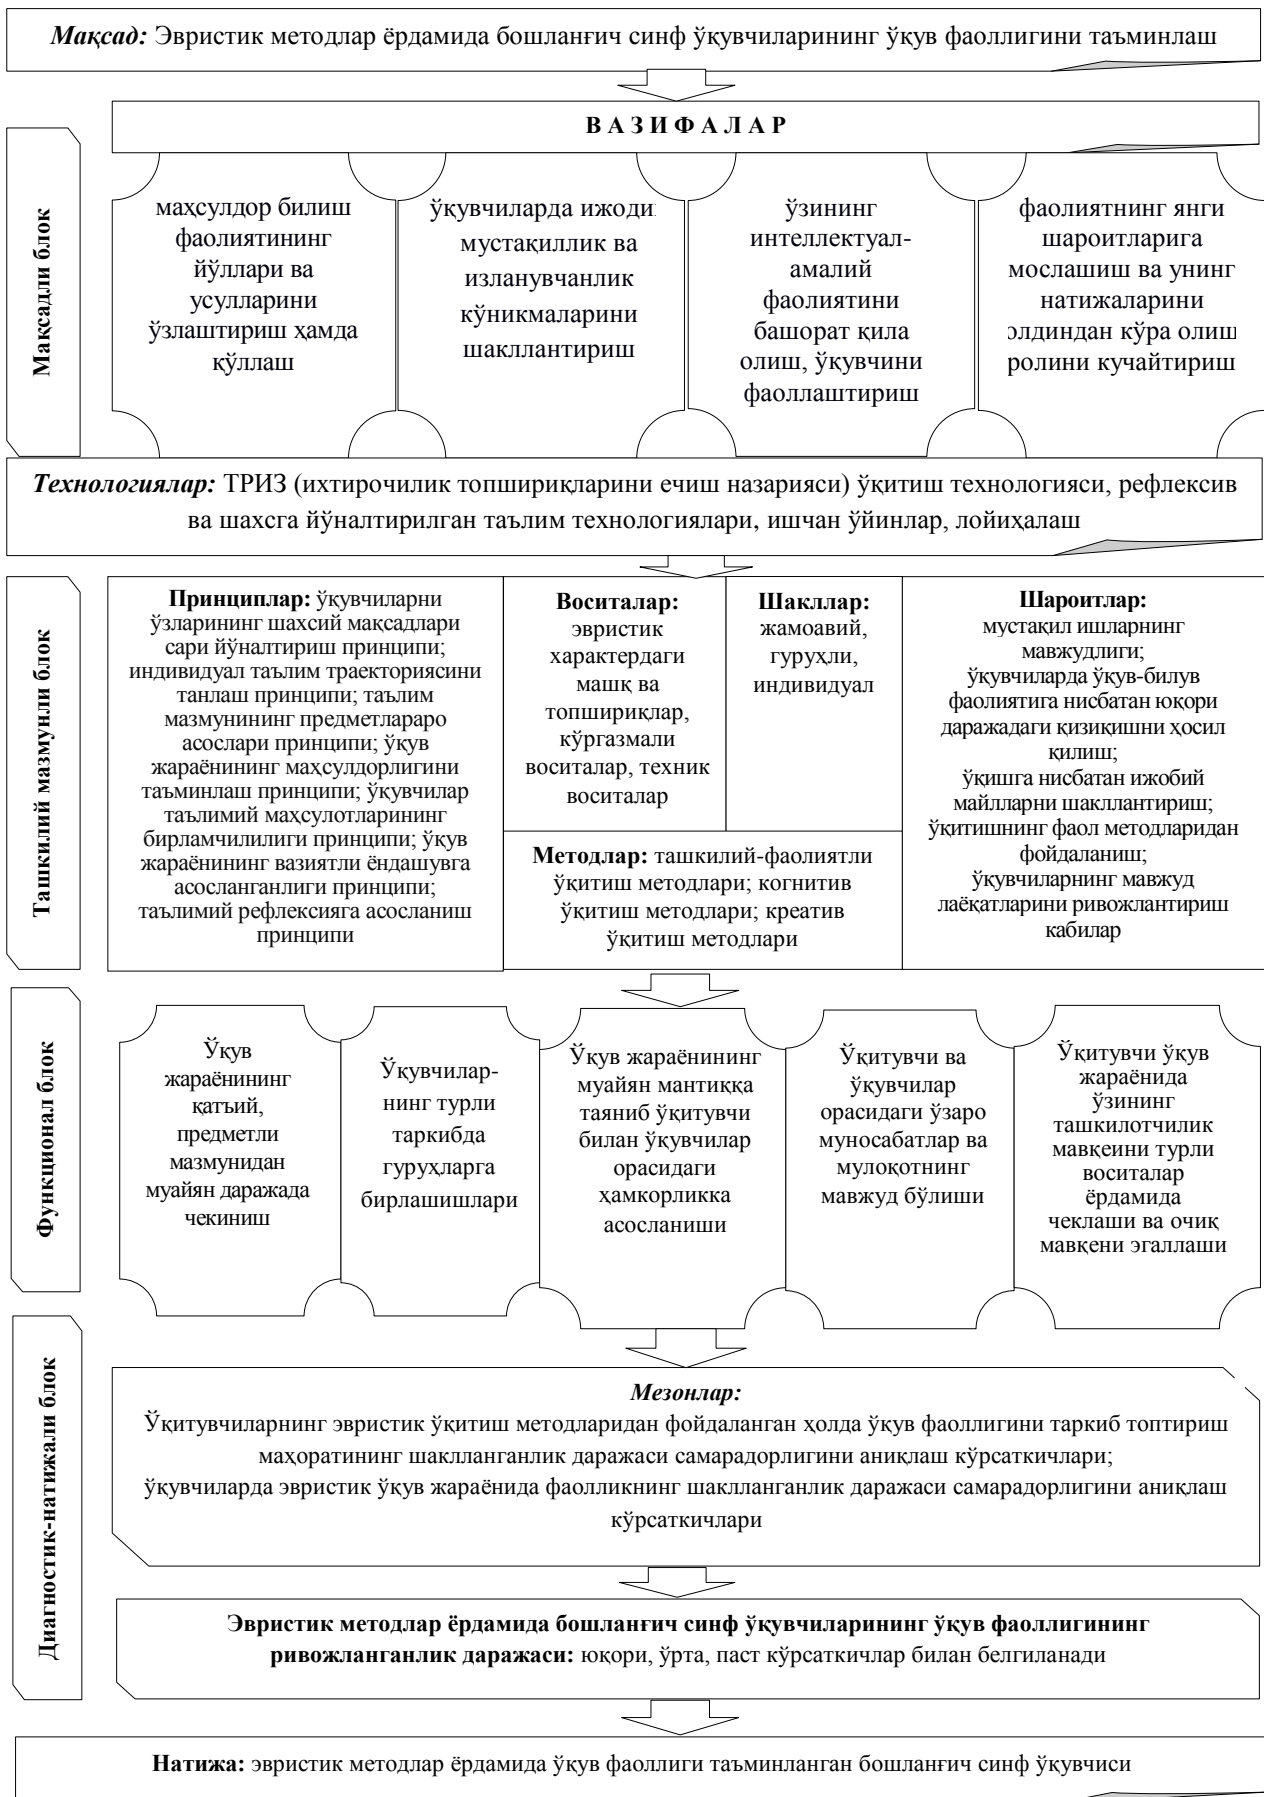 Мақсад: Эвристик методлар ёрдамида бошланғич синф ўқувчиларининг ўқув фаоллигини таъминлаш
В А З И Ф А Л А Р
Мақсадли блок
маҳсулдор билиш
фаолиятининг
йўллари ва
усулларини
ўзлаштириш ҳамда
қўллаш
ўқувчиларда ижоди
мустақиллик ва
изланувчанлик
кўникмаларини
шакллантириш
ўзининг
интеллектуал-
амалий
фаолиятини
башорат қила
олиш, ўқувчини
фаоллаштириш
фаолиятнинг янги
шароитларига
мослашиш ва унинг
натижаларини
олдиндан кўра олиш
ролини кучайтириш
Технологиялар: ТРИЗ (ихтирочилик топшириқларини ечиш назарияси) ўқитиш технологияси, рефлексив
ва шахсга йўналтирилган таълим технологиялари, ишчан ўйинлар, лойиҳалаш
Ташкилий мазмунли блок
Принциплар: ўқувчиларни
ўзларининг шахсий мақсадлари
сари йўналтириш принципи;
индивидуал таълим траекториясини
танлаш принципи; таълим
мазмунининг предметлараро
асослари принципи; ўқув
жараёнининг маҳсулдорлигини
таъминлаш принципи; ўқувчилар
таълимий маҳсулотларининг
бирламчилилиги принципи; ўқув
жараёнининг вазиятли ёндашувга
асосланганлиги принципи;
таълимий рефлексияга асосланиш
принципи
Воситалар:
эвристик
характердаги
машқ ва
топшириқлар,
кўргазмали
воситалар, техник
воситалар
Шакллар:
жамоавий,
гуруҳли,
индивидуал
Методлар: ташкилий-фаолиятли
ўқитиш методлари; когнитив
ўқитиш методлари; креатив
ўқитиш методлари
Шароитлар:
мустақил ишларнинг
мавжудлиги;
ўқувчиларда ўқув-билув
фаолиятига нисбатан юқори
даражадаги қизиқишни ҳосил
қилиш;
ўқишга нисбатан ижобий
майлларни шакллантириш;
ўқитишнинг фаол методларидан
фойдаланиш;
ўқувчиларнинг мавжуд
лаёқатларини ривожлантириш
кабилар
Функционал блок
Ўқув
жараёнининг
қатъий,
предметли
мазмунидан
муайян даражада
чекиниш
Ўқувчилар-
нинг турли
таркибда
гуруҳларга
бирлашишлари
Ўқув жараёнининг
муайян мантиққа
таяниб ўқитувчи
билан ўқувчилар
орасидаги
ҳамкорликка
асосланиши
Ўқитувчи ва
ўқувчилар
орасидаги ўзаро
муносабатлар ва
мулоқотнинг
мавжуд бўлиши
Ўқитувчи ўқув
жараёнида
ўзининг
ташкилотчилик
мавқеини турли
воситалар
ёрдамида
чеклаши ва очиқ
мавқени эгаллаши
Диагностик-натижали блок
Мезонлар:
Ўқитувчиларнинг эвристик ўқитиш методларидан фойдаланган ҳолда ўқув фаоллигини таркиб топтириш
маҳоратининг шаклланганлик даражаси самарадорлигини аниқлаш кўрсаткичлари;
ўқувчиларда эвристик ўқув жараёнида фаолликнинг шаклланганлик даражаси самарадорлигини аниқлаш
кўрсаткичлари
Эвристик методлар ёрдамида бошланғич синф ўқувчиларининг ўқув фаоллигининг
ривожланганлик даражаси: юқори, ўрта, паст кўрсаткичлар билан белгиланади
Натижа: эвристик методлар ёрдамида ўқув фаоллиги таъминланган бошланғич синф ўқувчиси